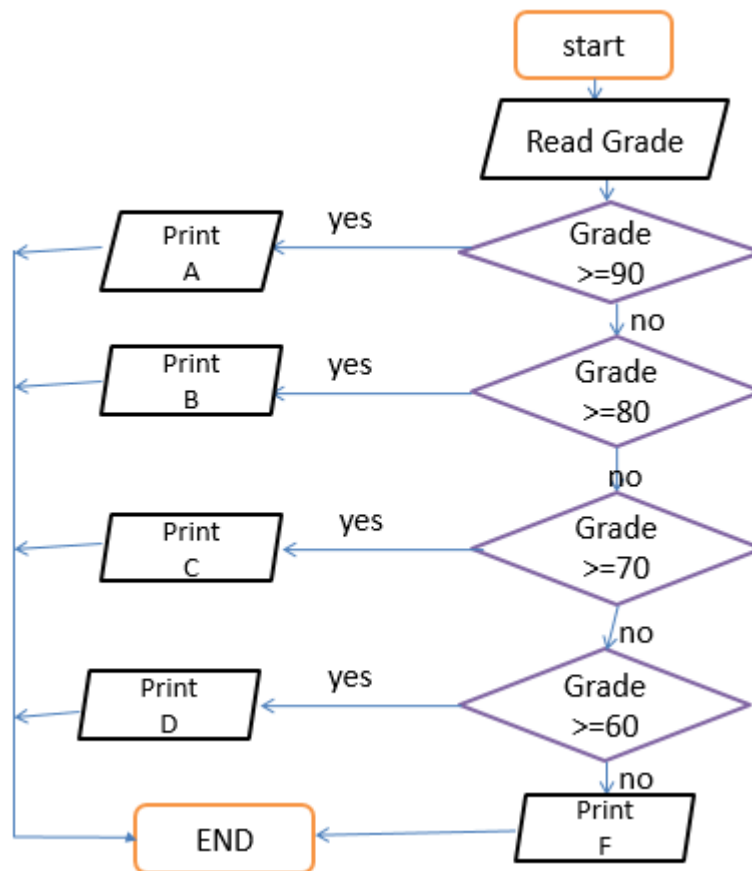 start
Read Grade
Grade
>=90
yes
Print
A
no
Grade
>=80
yes
Print
B
no
Grade
>=70
yes
Print
C
no
Grade
>=60
yes
Print
D
no
Print
F
END